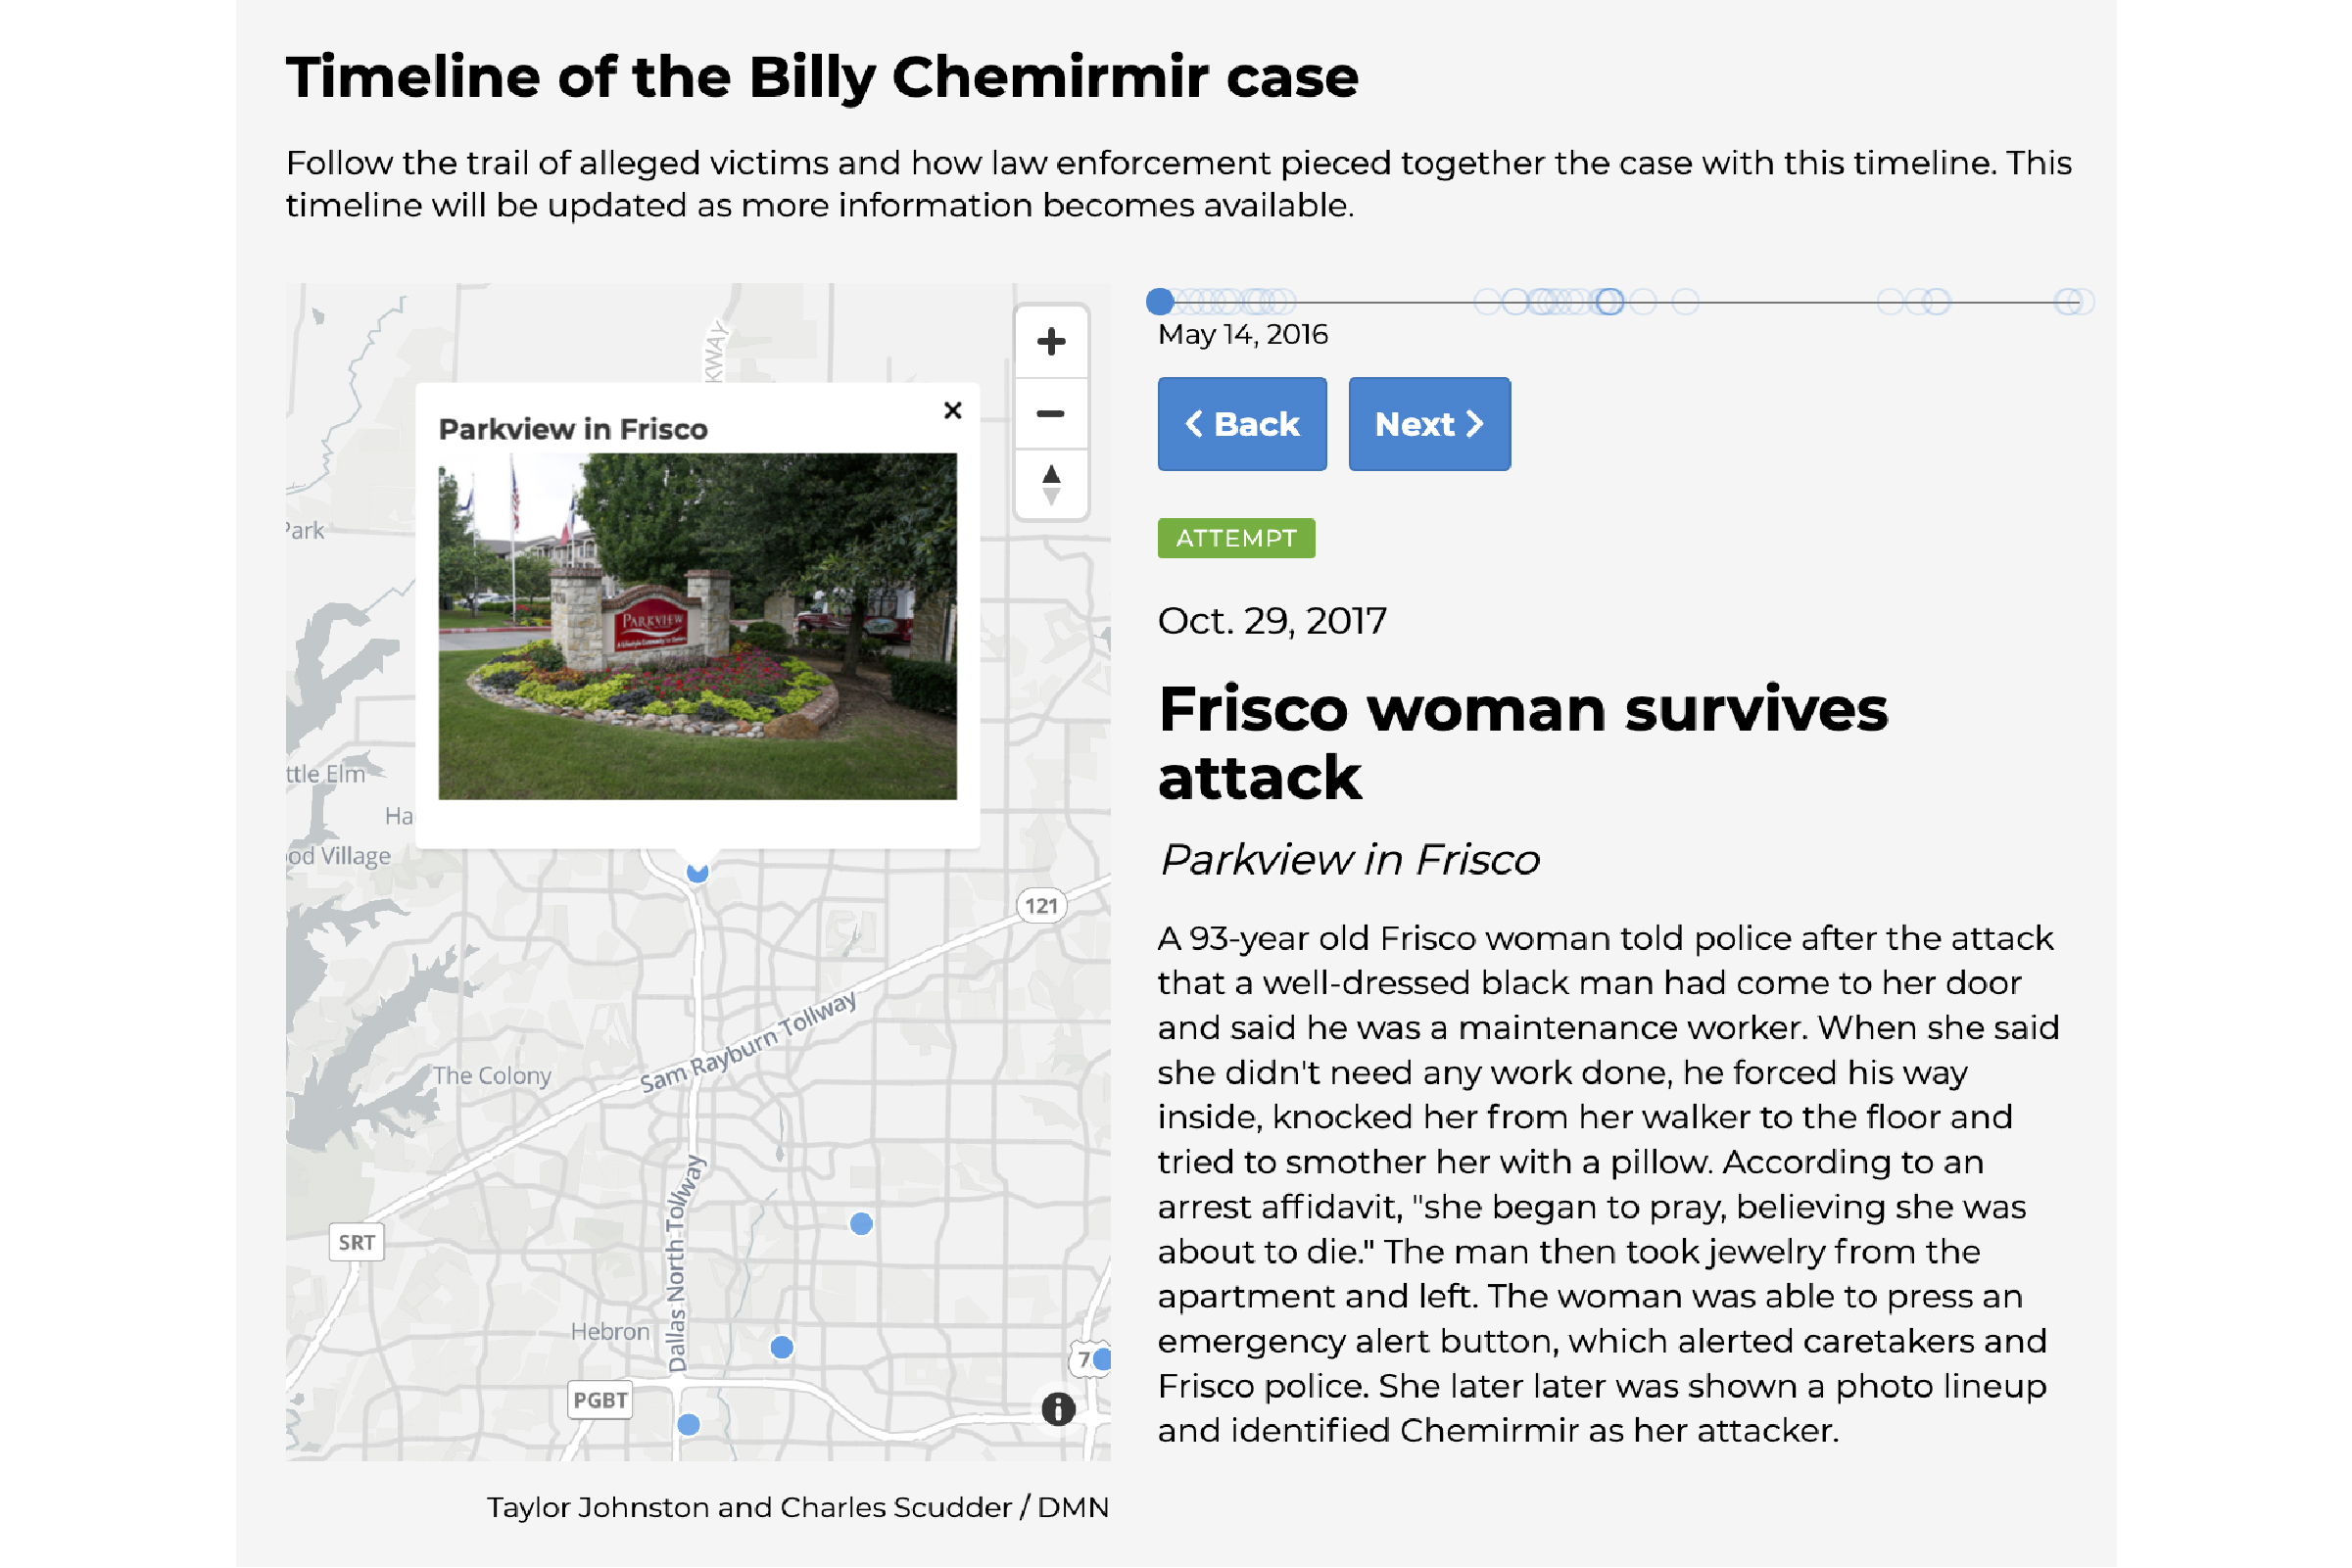 Timeline of the Billy Chemirmir case
Follow the trail of alleged victims and how law enforcement pieced together the case with this timeline. This
timeline will be updated as more information becomes available.
KWAY
Parkview in Frisco
PARKVIEW
Park
ttle Elm
Ha
od Village
121
Sam Rayburn Tollway
The Colony
Dallas North Tollway
SRT
Hebron
7
PGBT
Taylor Johnston and Charles Scudder / DMN
May 14, 2016
Back
Next
ATTEMPT
Oct. 29, 2017
Frisco woman survives
attack
Parkview in Frisco
A 93-year old Frisco woman told police after the attack
that a well-dressed black man had come to her door
and said he was a maintenance worker. When she said
she didn't need any work done, he forced his way
inside, knocked her from her walker to the floor and
tried to smother her with a pillow. According to an
arrest affidavit, "she began to pray, believing she was
about to die." The man then took jewelry from the
apartment and left. The woman was able to press an
emergency alert button, which alerted caretakers and
Frisco police. She later later was shown a photo lineup
and identified Chemirmir as her attacker.